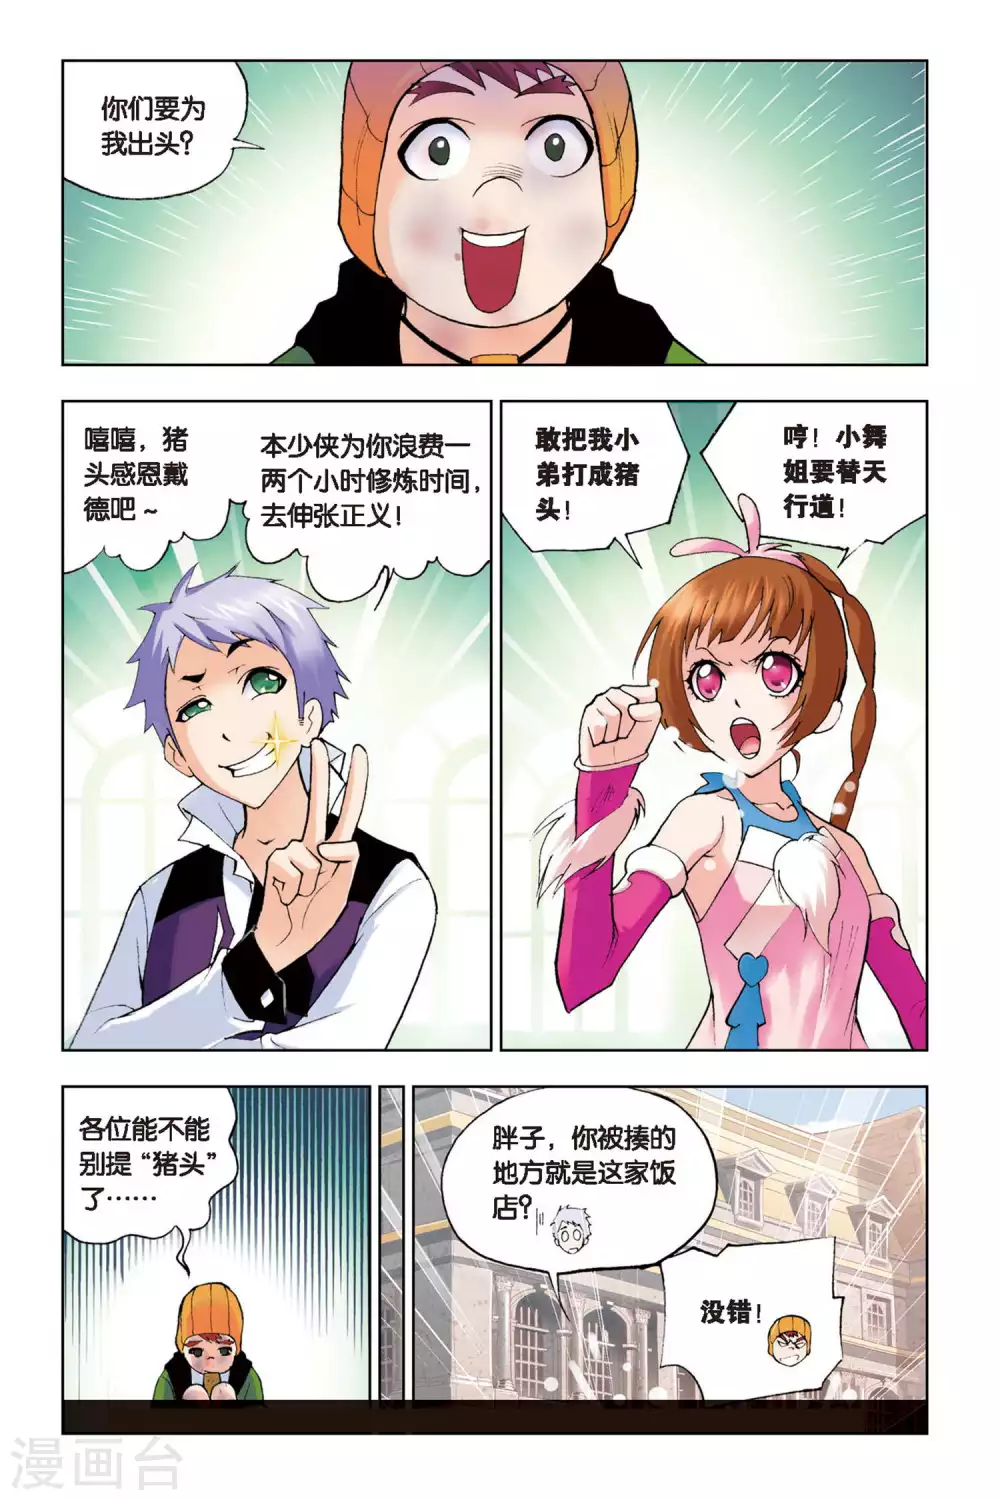 你们要为
我出头？
嘻嘻，猪
头感恩戴
德吧～
本少侠为你浪费一
两个小时修炼时间，
去伸张正义！
敢把我小
弟打成猪
头！
哼！小舞
姐要替天
行道！
各位能不能
别提“猪头”
了……
胖子，你被揍的
地方就是这家饭
店？
没错！
漫画台